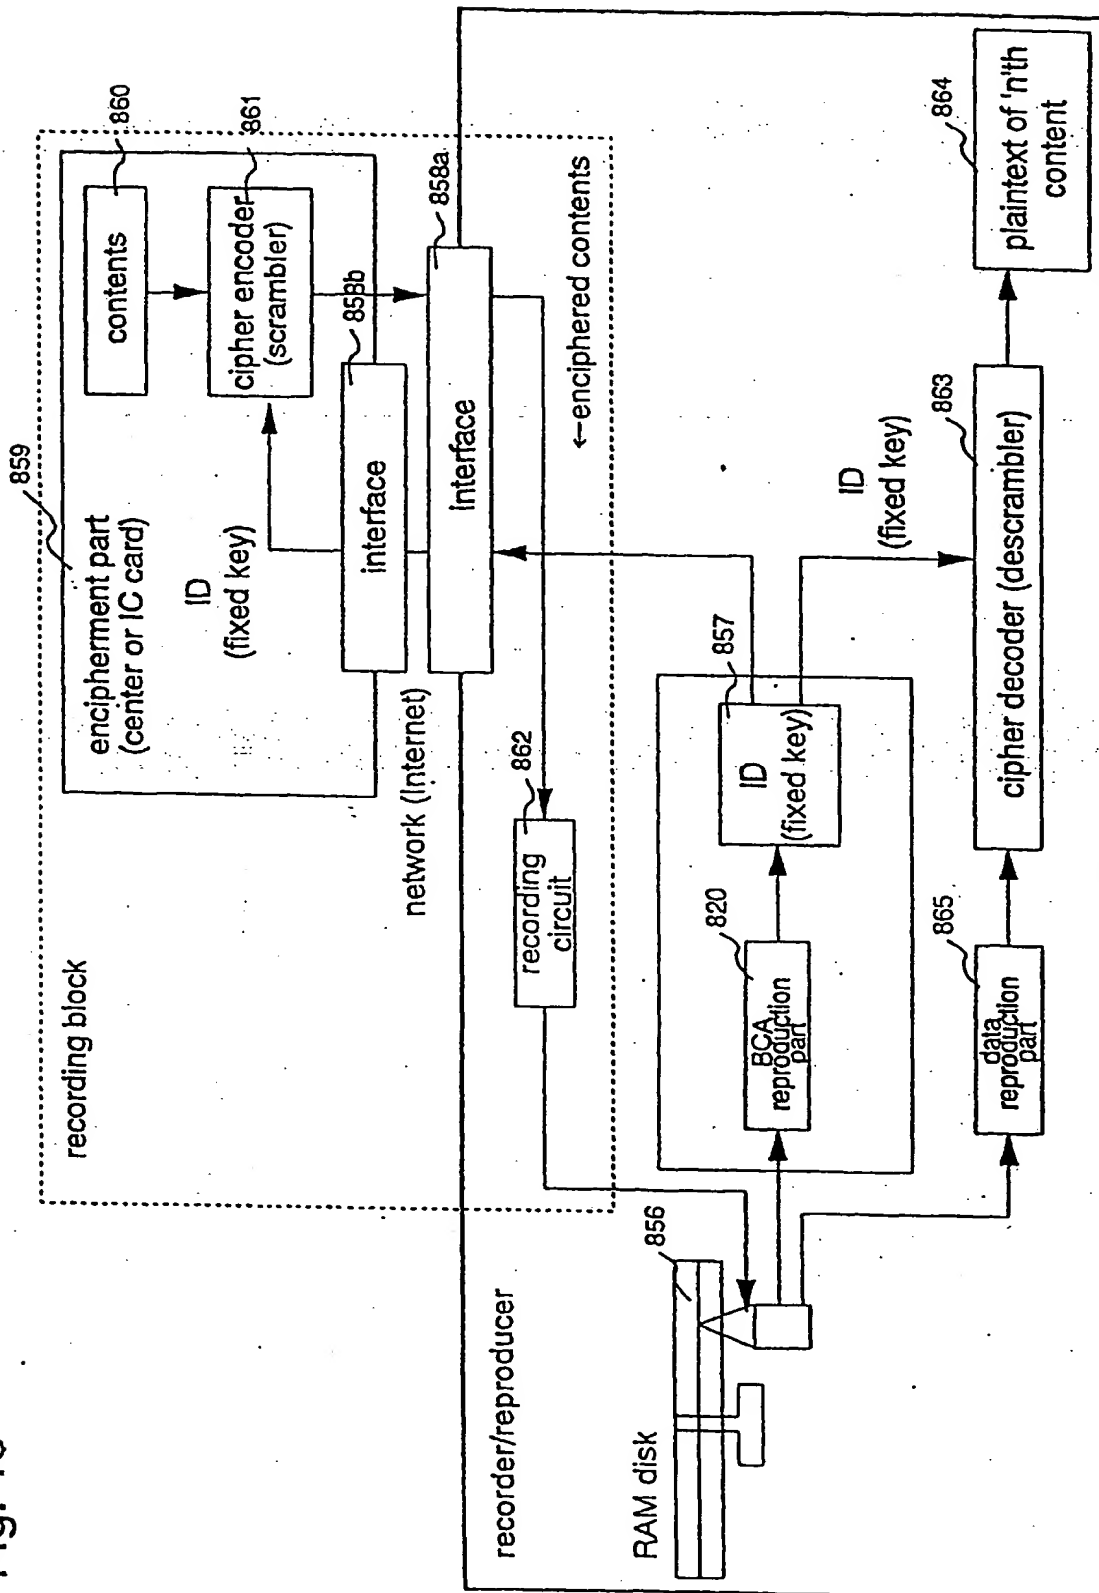 recording block
859
encipherment part
(center or IC card)
ID
(fixed key)
contents
860
cipher encoder
(scrambler)
861
interface
858b
network (Internet)
interface
858a
recording
circuit
862
←enciphered contents
recorder/reproducer
RAM disk
856
BCA
reproduction
part
820
ID
(fixed key)
857
ID
(fixed key)
data
reproduction
part
865
cipher decoder (descrambler)
863
plaintext of 'n'th
content
864